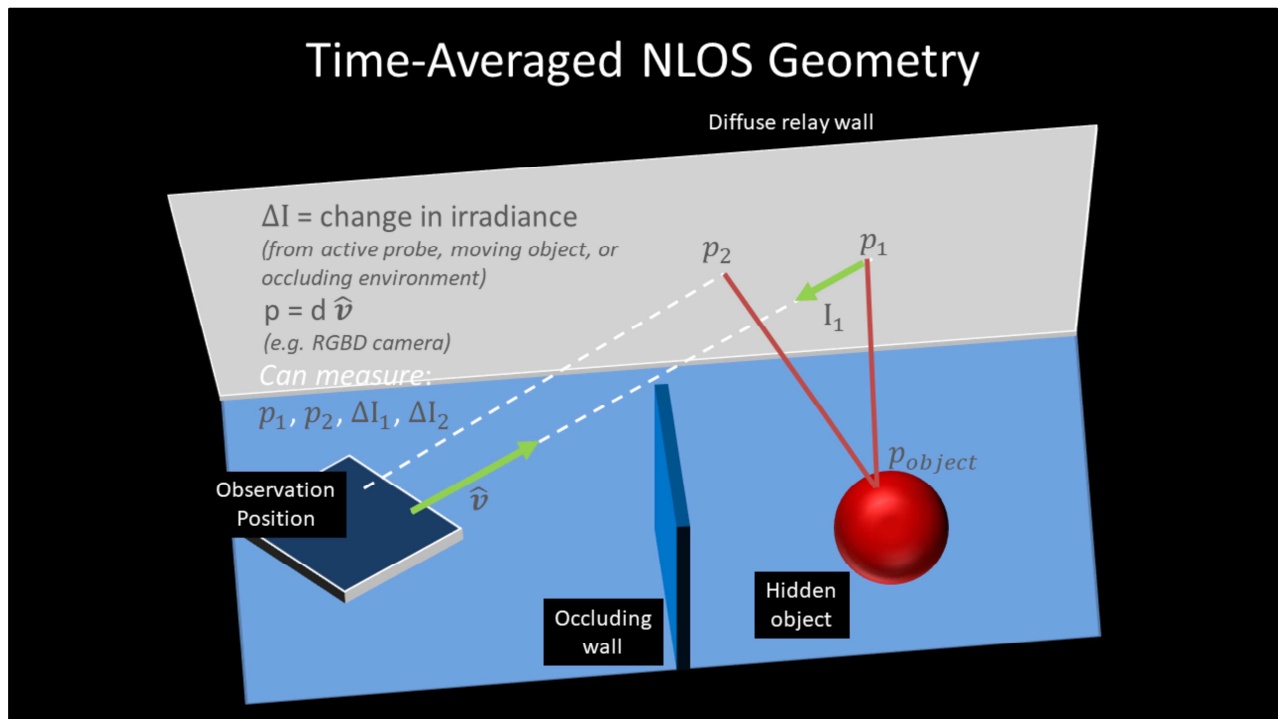 Time-Averaged NLOS Geometry
Diffuse relay wall
ΔI = change in irradiance
(from active probe, moving object, or
occluding environment)
p = d v̂
(e.g. RGBD camera)
Can measure:
p₁, p₂, ΔI₁, ΔI₂
p₂
p₁
I₁
p_object
Observation
Position
v̂
Occluding
wall
Hidden
object